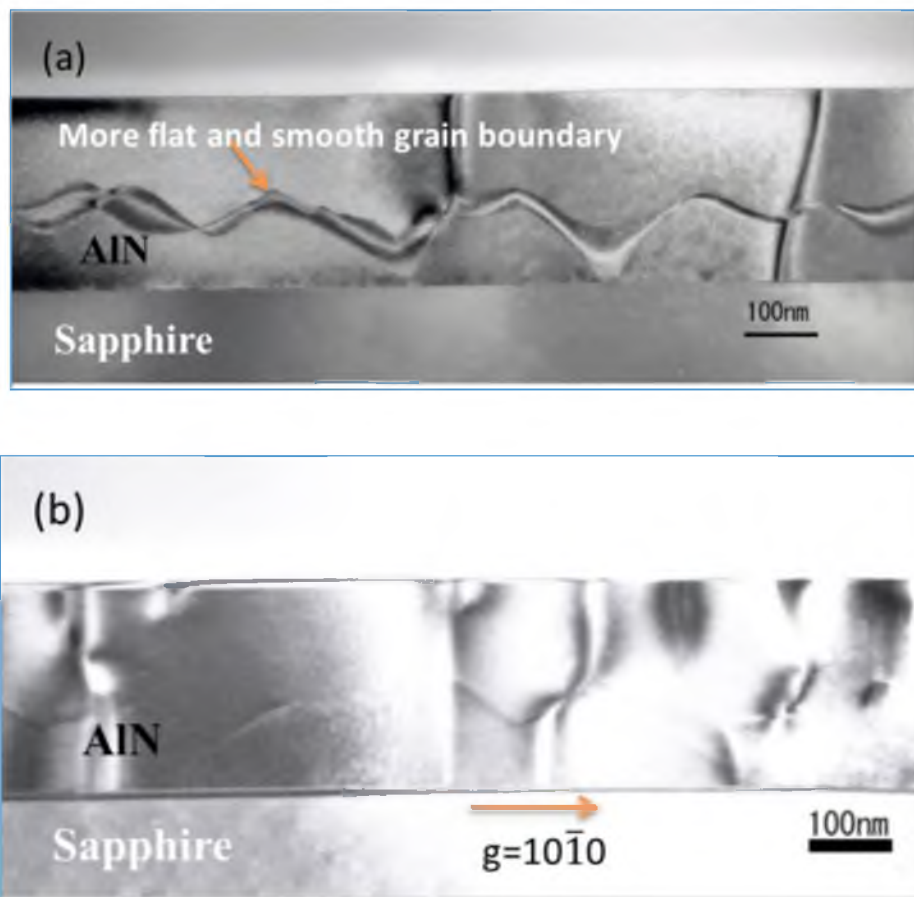 (a)
More flat and smooth grain boundary
AlN
100nm
Sapphire
(b)
AlN
100nm
g=101̄0
Sapphire